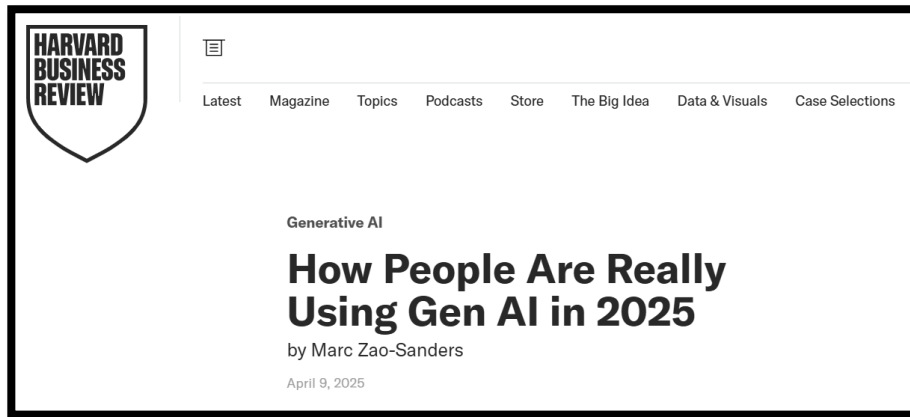 HARVARD
BUSINESS
REVIEW
Latest Magazine Topics Podcasts Store The Big Idea Data & Visuals Case Selections
Generative AI
How People Are Really
Using Gen AI in 2025
by Marc Zao-Sanders
April 9, 2025